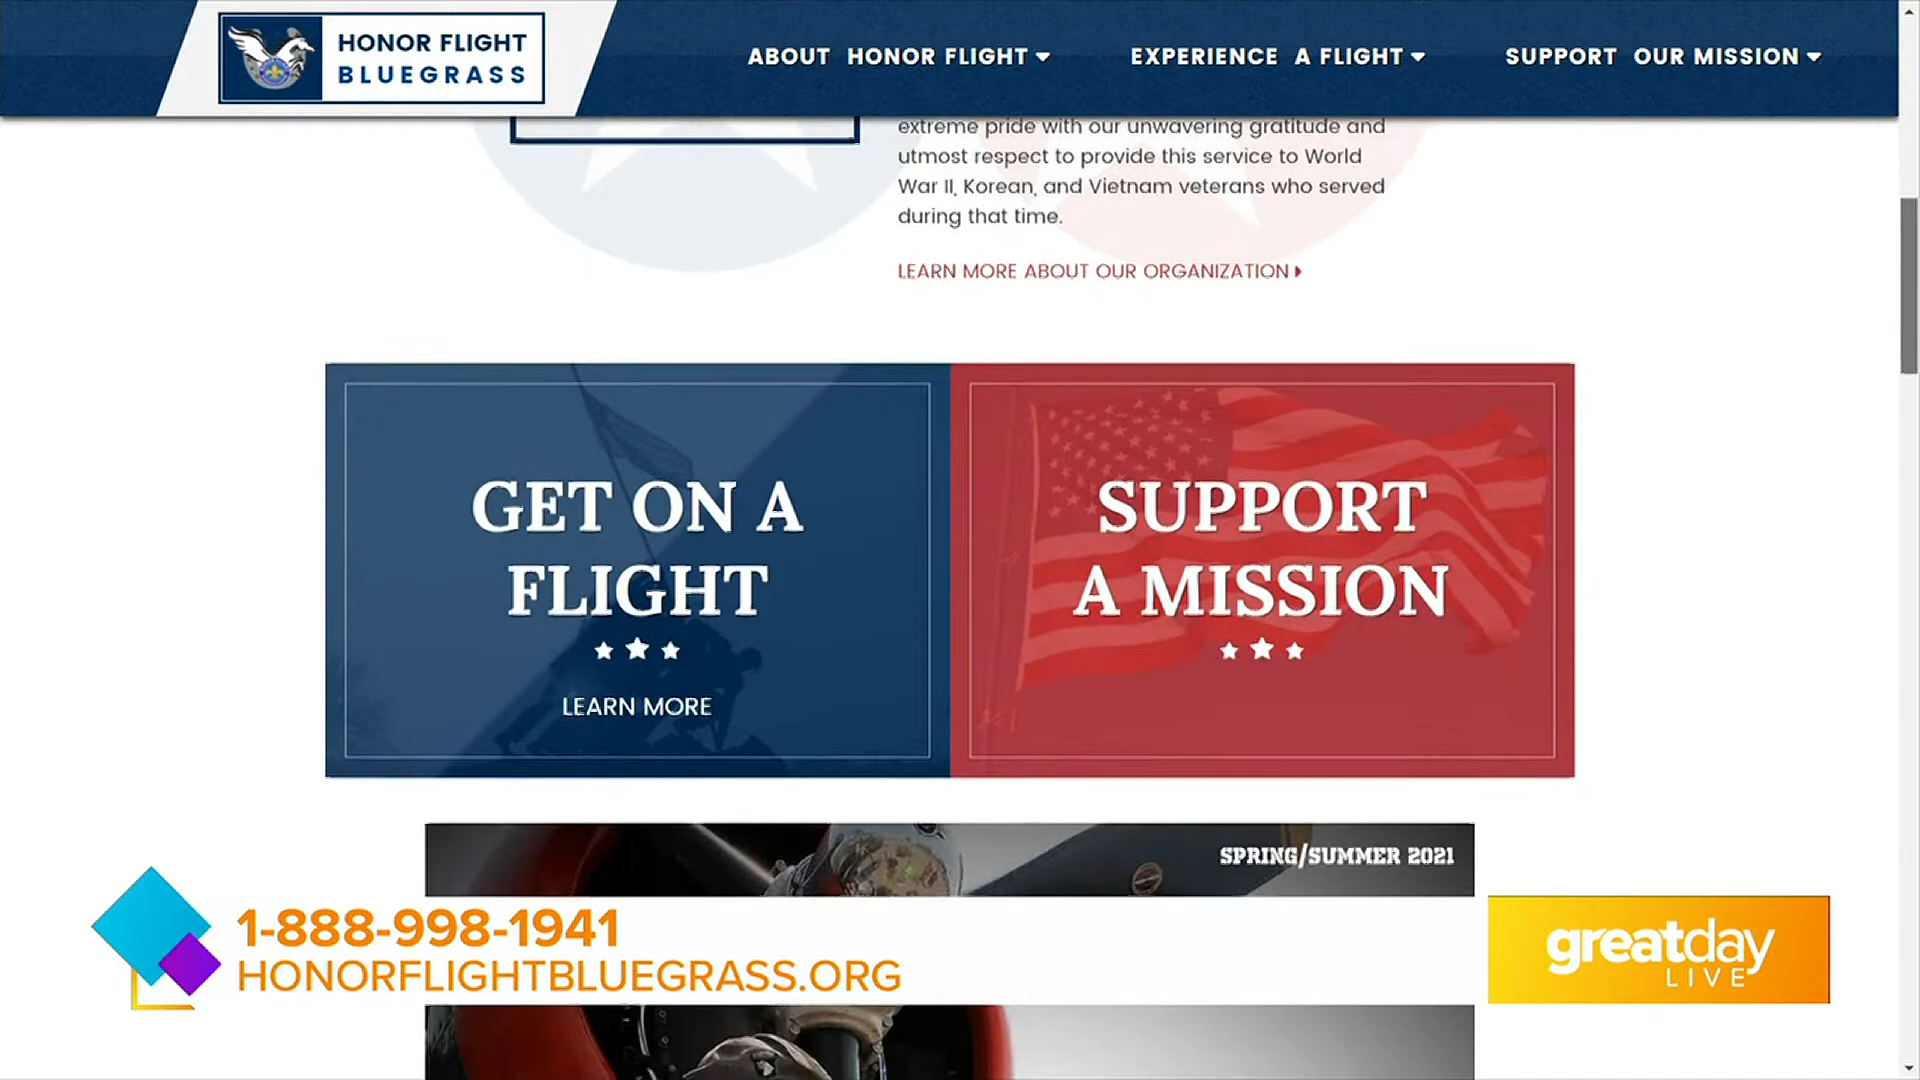 HONOR FLIGHT
BLUEGRASS
ABOUT HONOR FLIGHT
EXPERIENCE A FLIGHT
SUPPORT OUR MISSION
extreme pride with our unwavering gratitude and
utmost respect to provide this service to World
War II, Korean, and Vietnam veterans who served
during that time.
LEARN MORE ABOUT OUR ORGANIZATION
GET ON A
FLIGHT
LEARN MORE
SUPPORT
A MISSION
SPRING/SUMMER 2021
1-888-998-1941
HONORFLIGHTBLUEGRASS.ORG
greatday
LIVE